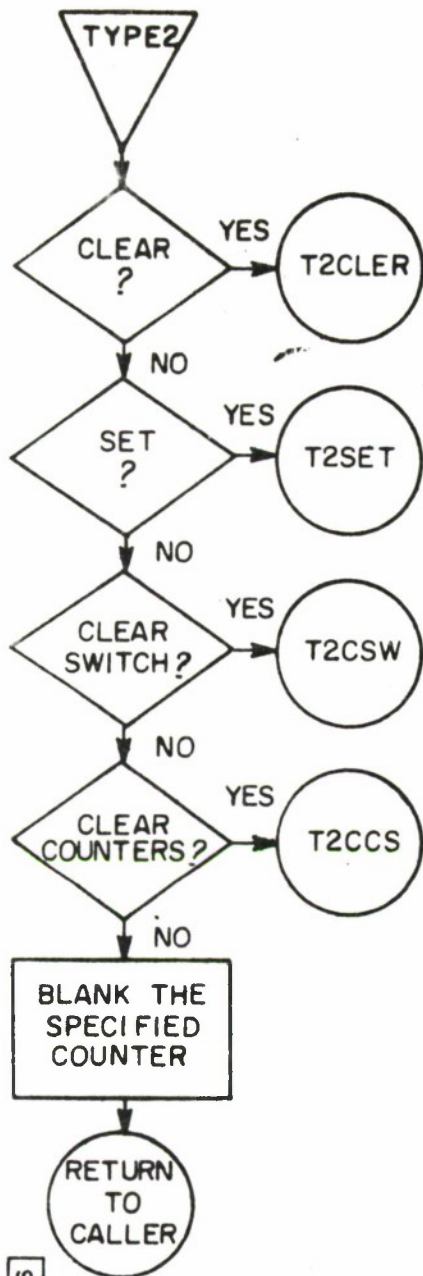 TYPE2
CLEAR
?
YES
T2CLER
NO
SET
?
YES
T2SET
NO
CLEAR
SWITCH?
YES
T2CSW
NO
CLEAR
COUNTERS?
YES
T2CCS
NO
BLANK THE
SPECIFIED
COUNTER
RETURN
TO
CALLER